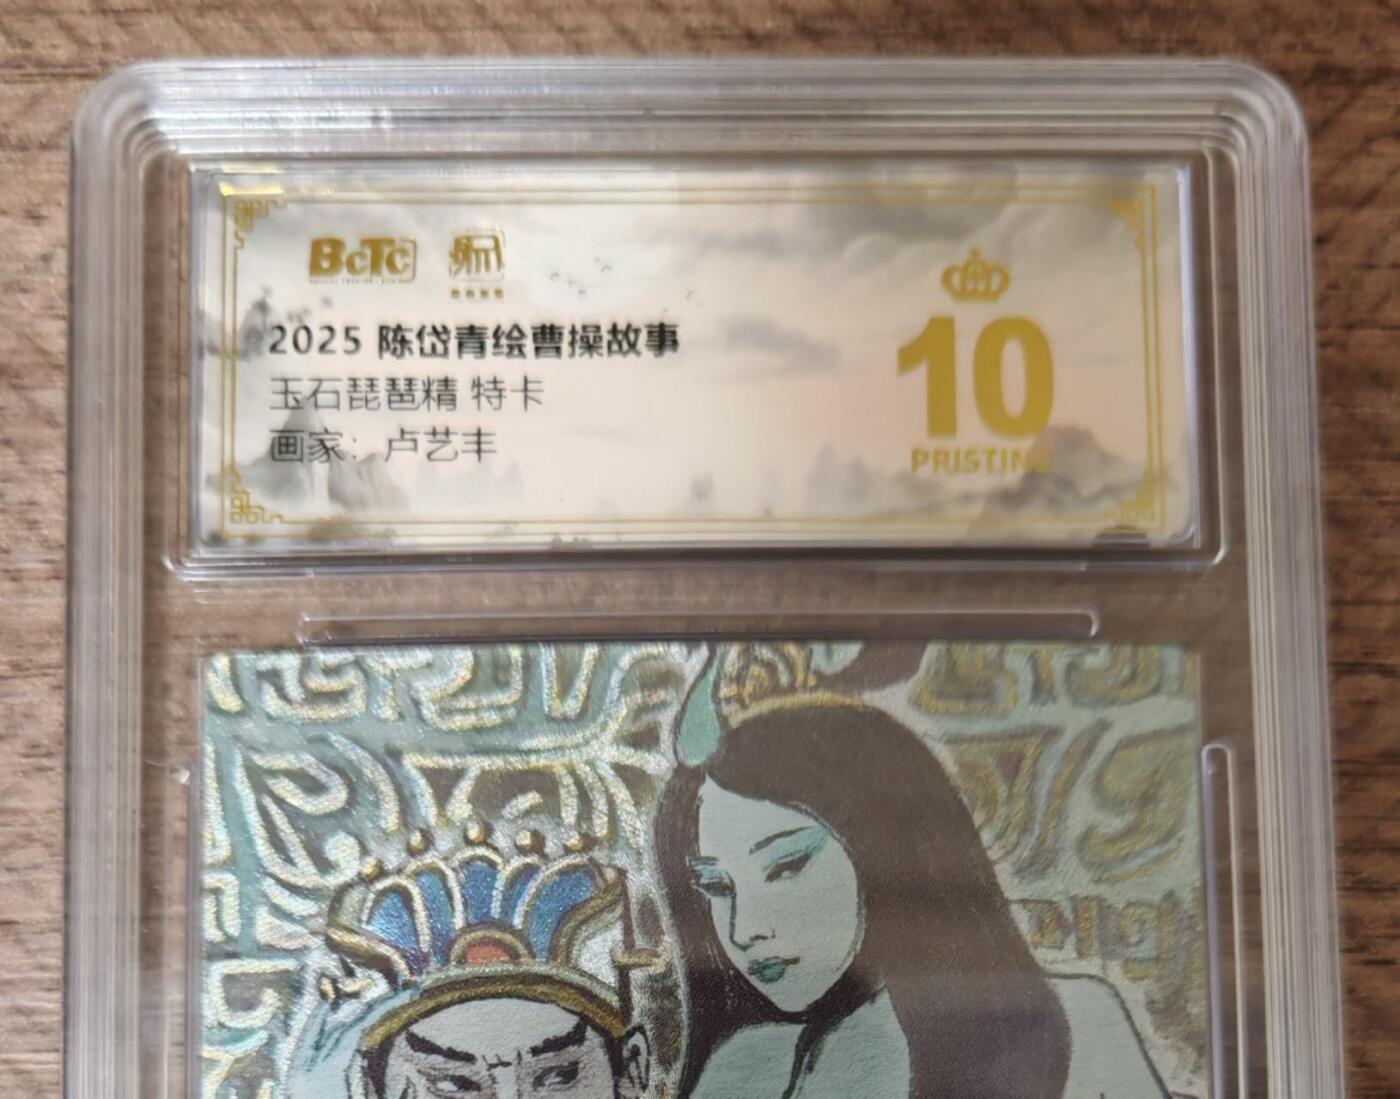 BCTC
2025 陈岱青绘曹操故事
玉石琵琶精 特卡
画家：卢艺丰
10
PRISTINE